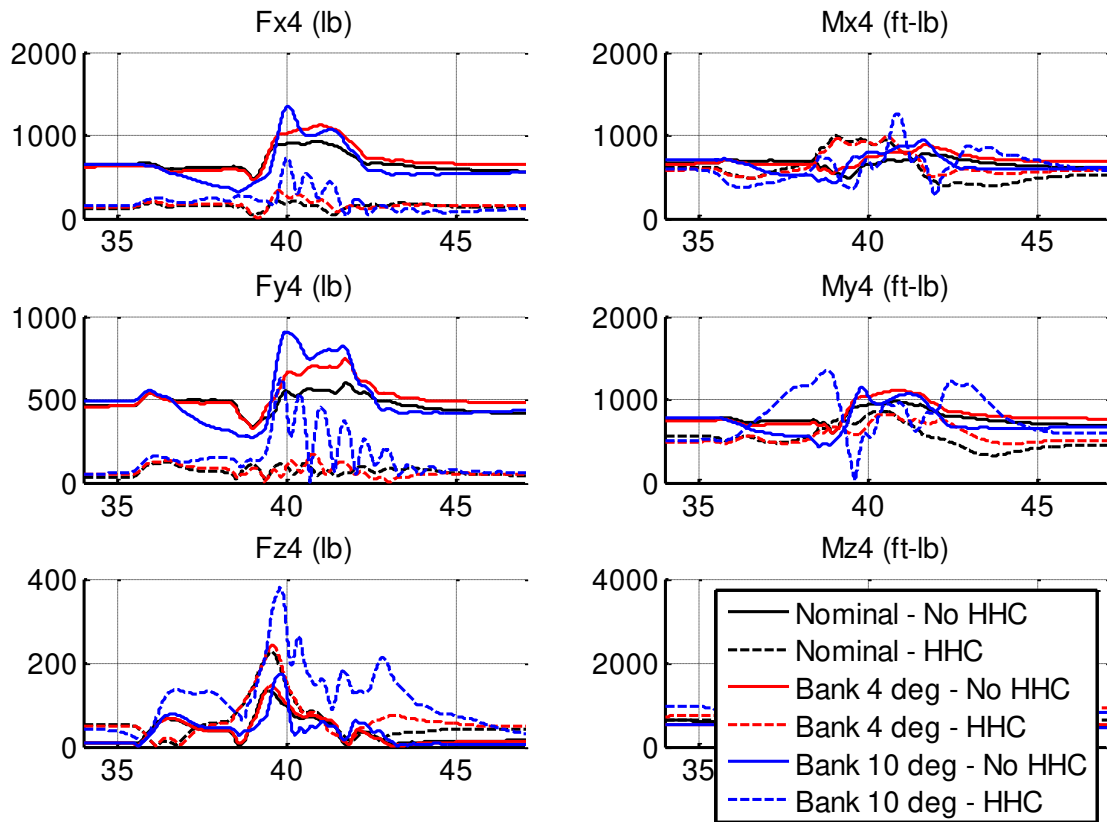 Fx4 (lb)
2000
1000
0
35
40
45
Mx4 (ft-lb)
2000
1000
0
35
40
45
Fy4 (lb)
1000
500
0
35
40
45
My4 (ft-lb)
2000
1000
0
35
40
45
Fz4 (lb)
400
200
0
35
40
45
Mz4 (ft-lb)
4000
2000
0
35
Nominal - No HHC
Nominal - HHC
Bank 4 deg - No HHC
Bank 4 deg - HHC
Bank 10 deg - No HHC
Bank 10 deg - HHC